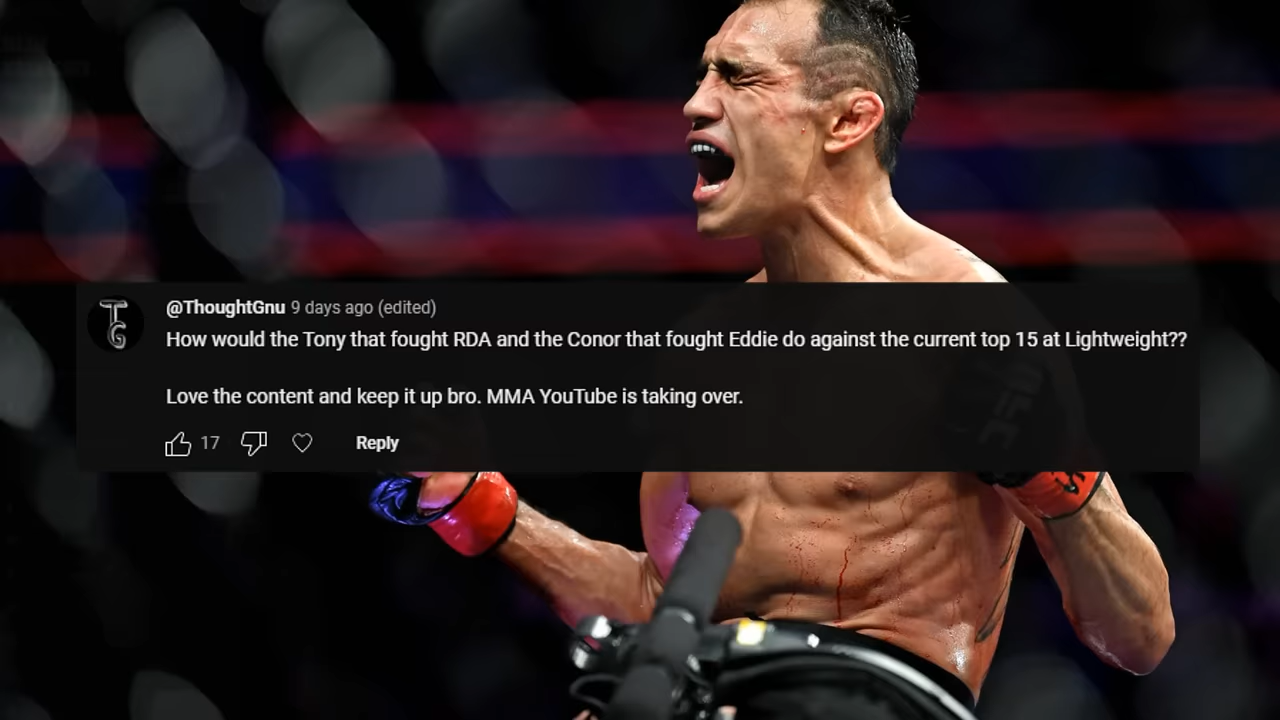 @ThoughtGnu 9 days ago (edited)
How would the Tony that fought RDA and the Conor that fought Eddie do against the current top 15 at Lightweight??
Love the content and keep it up bro. MMA YouTube is taking over.
17 Reply
TG
UFC